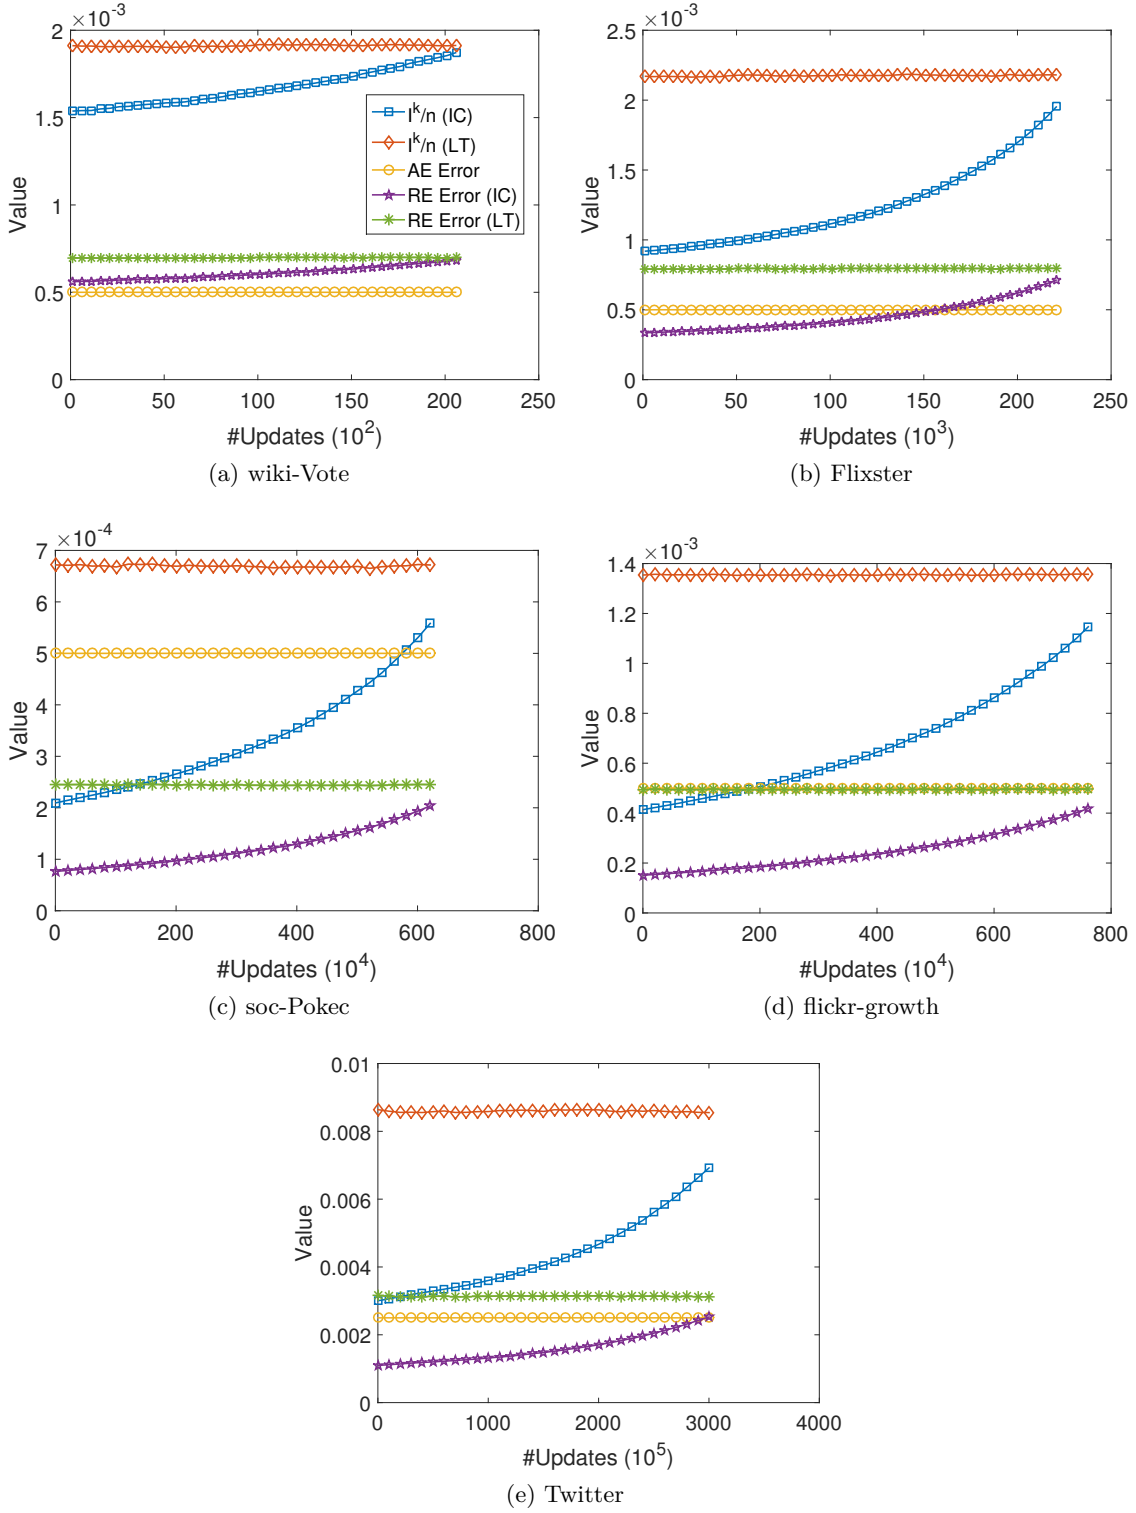 ×10^-3
2
1.5
1
0.5
0
Value
I^k/n (IC)
I^k/n (LT)
AE Error
RE Error (IC)
RE Error (LT)
0 50 100 150 200 250
#Updates (10^2)
(a) wiki-Vote
×10^-3
2.5
2
1.5
1
0.5
0
Value
0 50 100 150 200 250
#Updates (10^3)
(b) Flixster
×10^-4
7
6
5
4
3
2
1
0
Value
0 200 400 600 800
#Updates (10^4)
(c) soc-Pokec
×10^-3
1.4
1.2
1
0.8
0.6
0.4
0.2
0
Value
0 200 400 600 800
#Updates (10^4)
(d) flickr-growth
0.01
0.008
0.006
0.004
0.002
0
Value
0 1000 2000 3000 4000
#Updates (10^5)
(e) Twitter